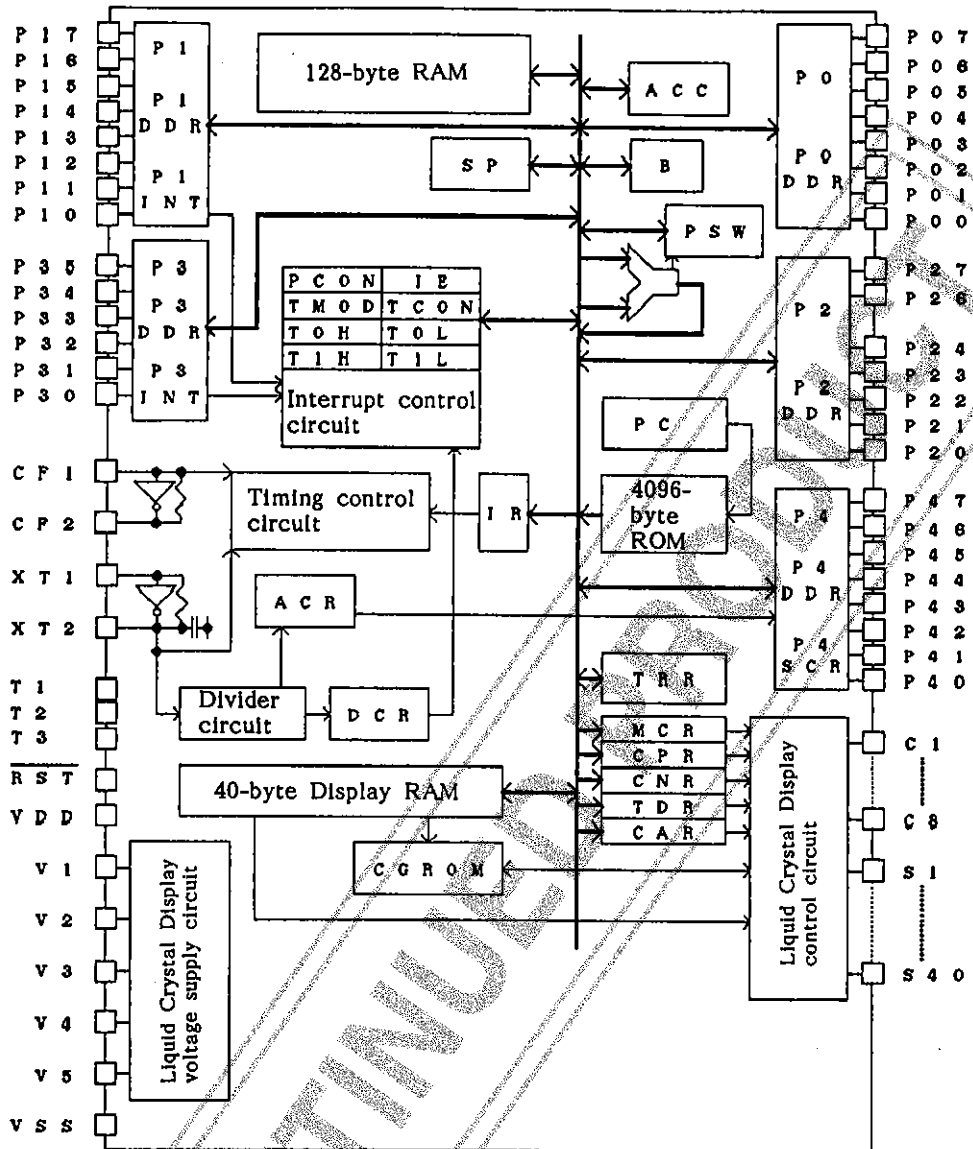 P17
P16
P15
P14
P13
P12
P11
P10
P1
P1
DDR
P1
INT
128-byte RAM
ACC
SP
B
PSW
P0
P0
DDR
P07
P06
P05
P04
P03
P02
P01
P00
P35
P34
P33
P32
P31
P30
P3
DDR
P3
INT
PCON IE
TMOD TCON
TOH TOL
TIH TIL
Interrupt control
circuit
P2
P2
DDR
P27
P26
P24
P23
P22
P21
P20
CF1
CF2
XT1
XT2
Timing control
circuit
IR
PC
4096-
byte
ROM
P4
P4
DDR
P4
SCR
P47
P46
P45
P44
P43
P42
P41
P40
ACR
T1
T2
T3
Divider
circuit
DCR
TRR
MCR
CPR
CNR
TDR
CAR
RST
VDD
40-byte Display RAM
CGROM
Liquid Crystal Display
control circuit
C1
C8
S1
S40
V1
V2
V3
V4
V5
VSS
Liquid Crystal Display
voltage supply circuit